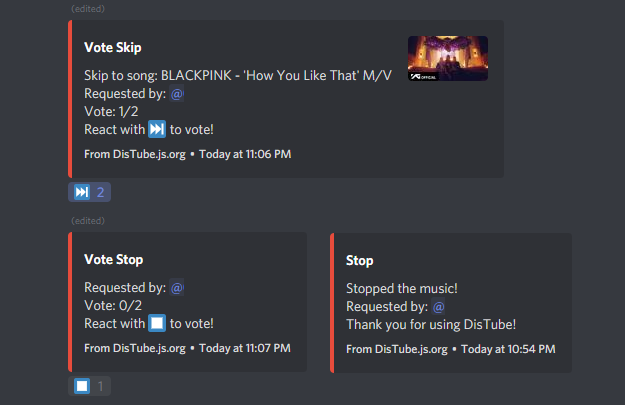 (edited)
Vote Skip
Skip to song: BLACKPINK - 'How You Like That' M/V
Requested by: @
Vote: 1/2
React with ⏭ to vote!
From DisTube.js.org • Today at 11:06 PM
YG OFFICIAL
⏭ 2
(edited)
Vote Stop
Requested by: @
Vote: 0/2
React with ⏹ to vote!
From DisTube.js.org • Today at 11:07 PM
⏹ 1
Stop
Stopped the music!
Requested by: @
Thank you for using DisTube!
From DisTube.js.org • Today at 10:54 PM